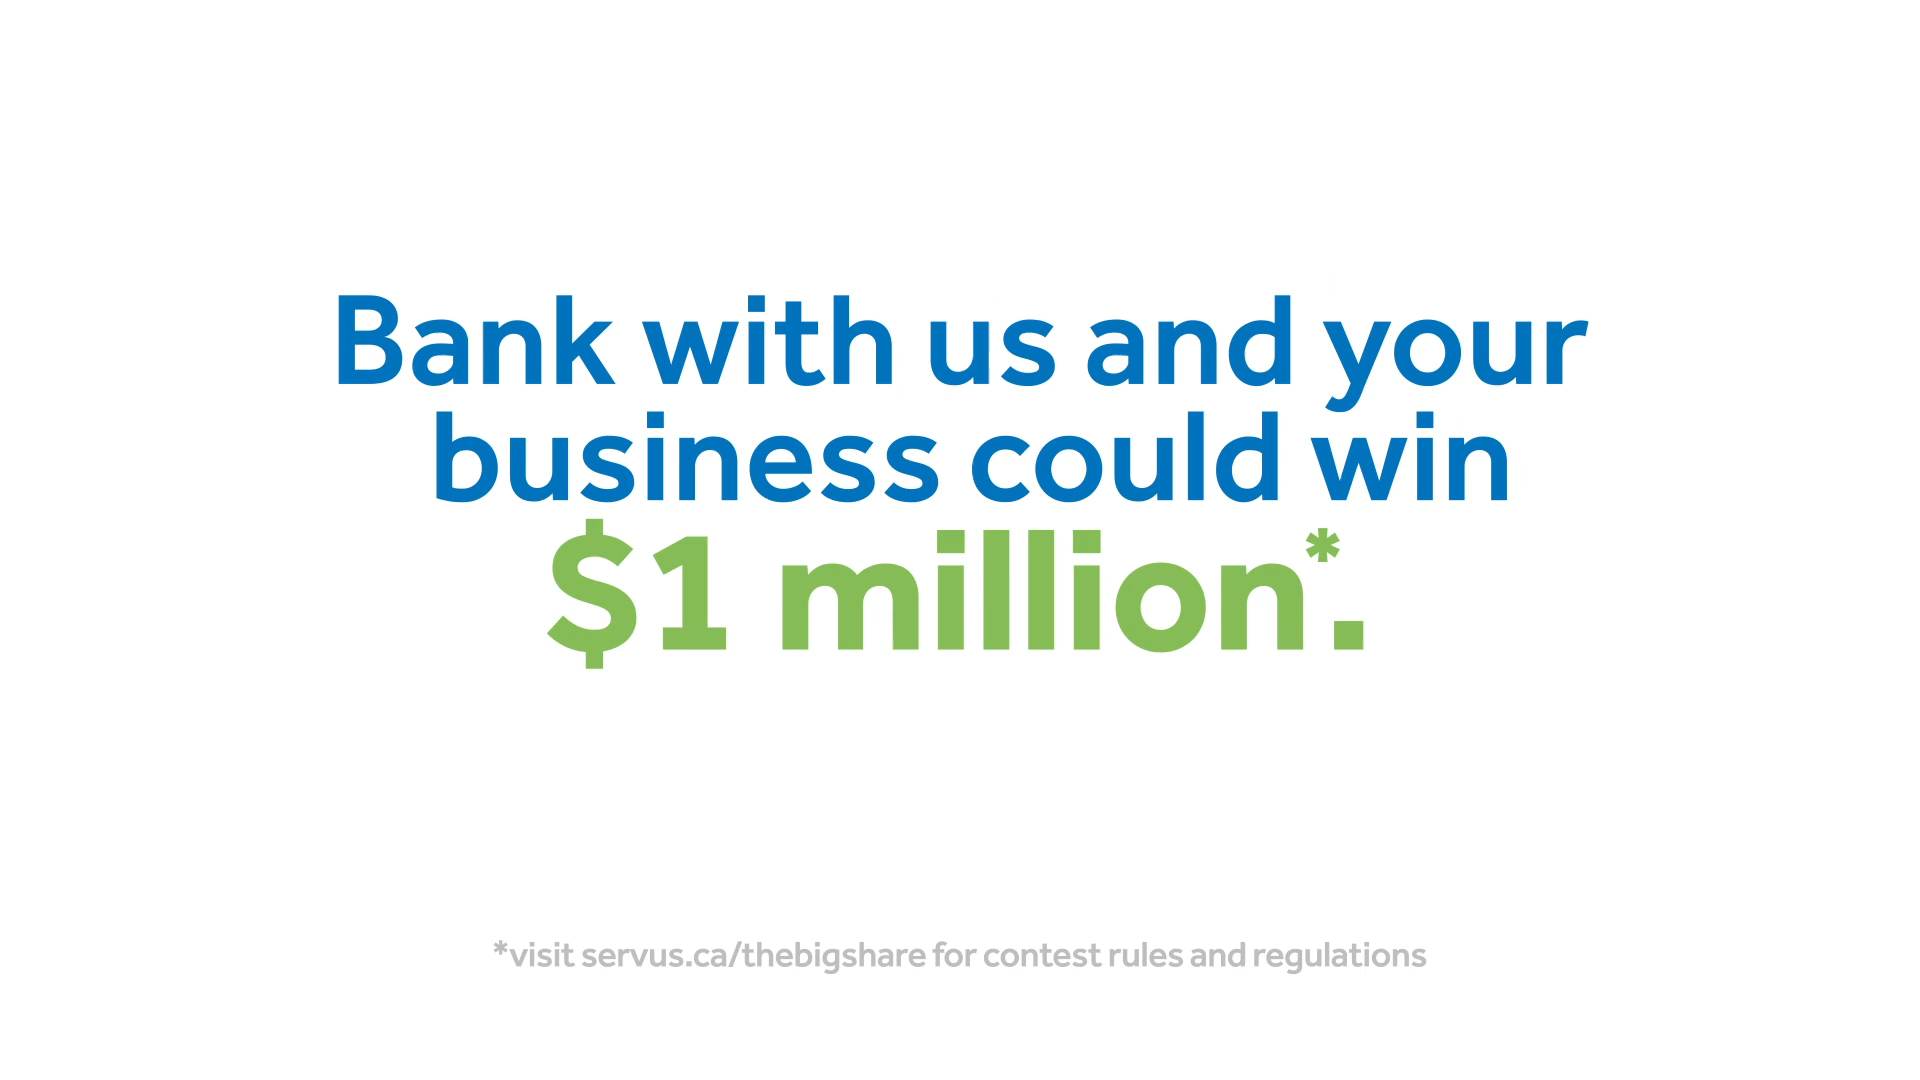 Bank with us and your
business could win
$1 million*.
*visit servus.ca/thebigshare for contest rules and regulations